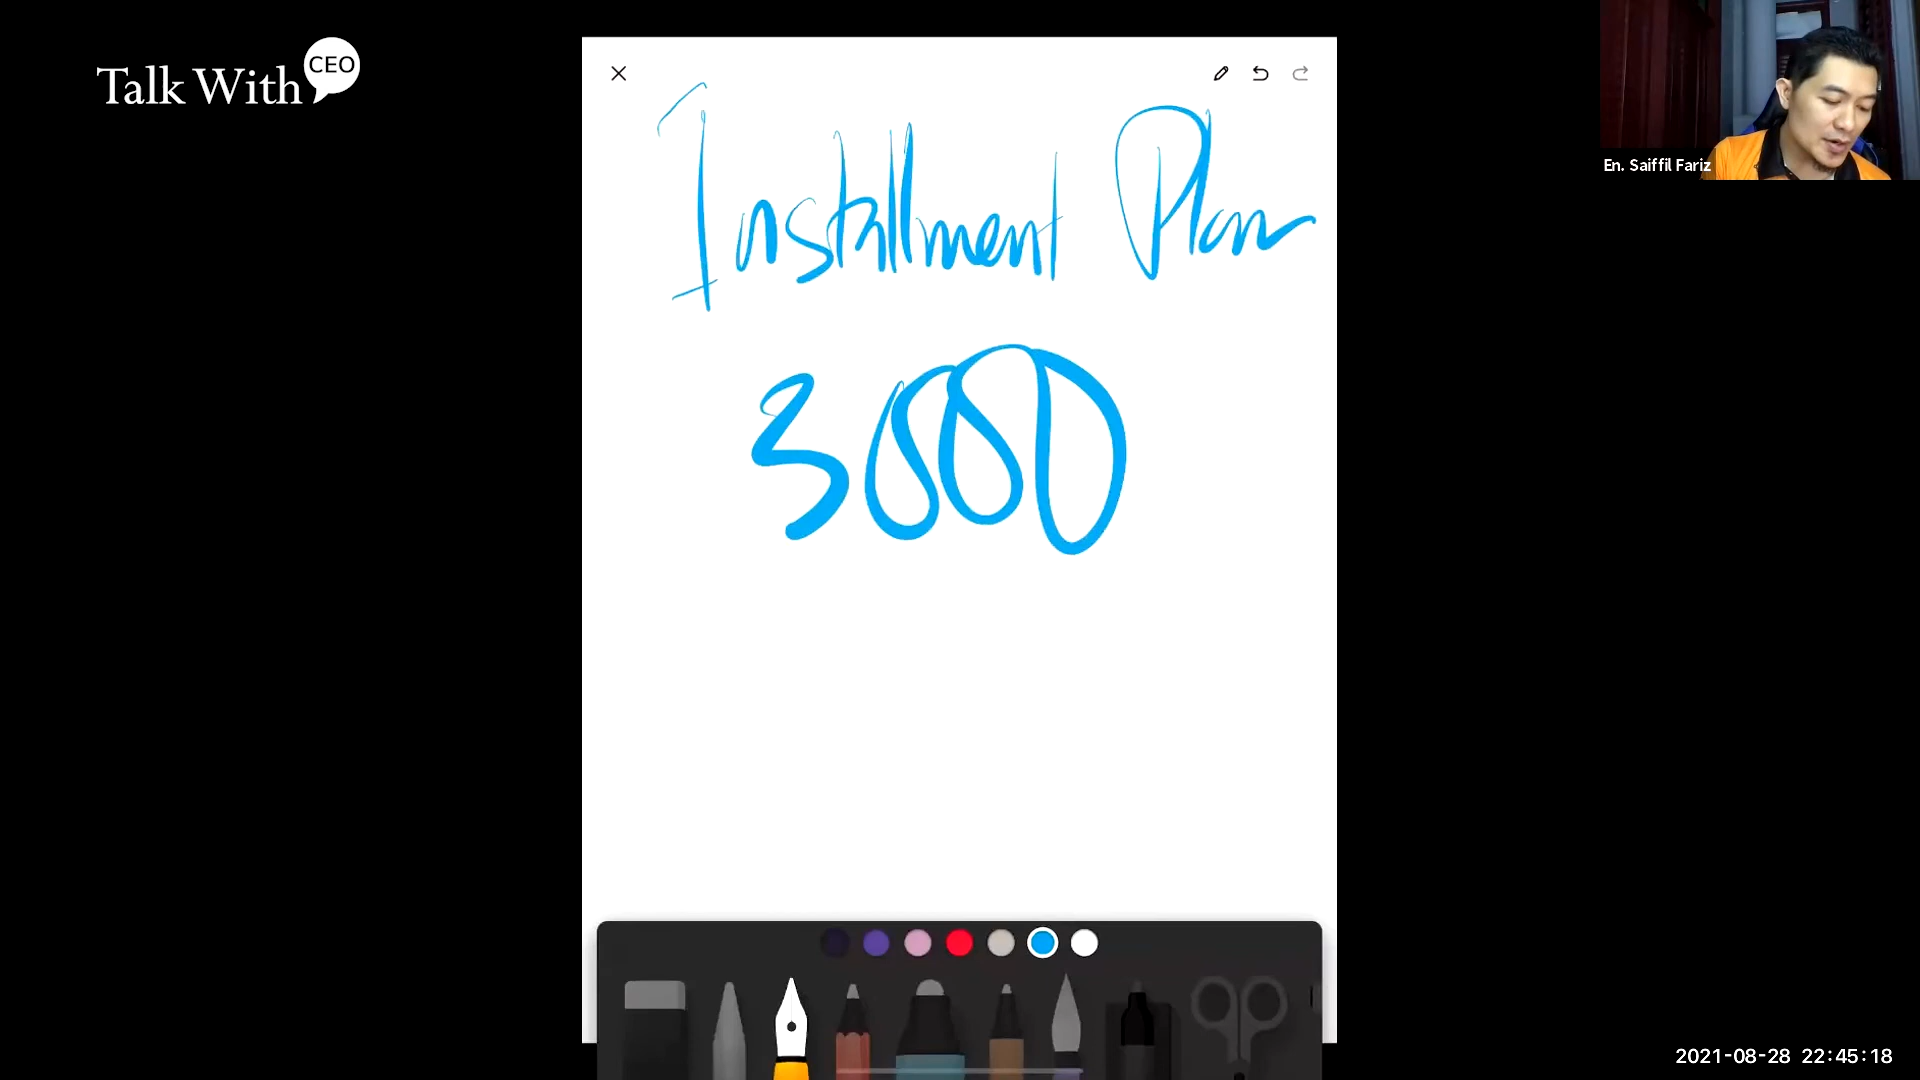 Talk With CEO
Installment Plan
3000
En. Saiffil Fariz
2021-08-28 22:45:18